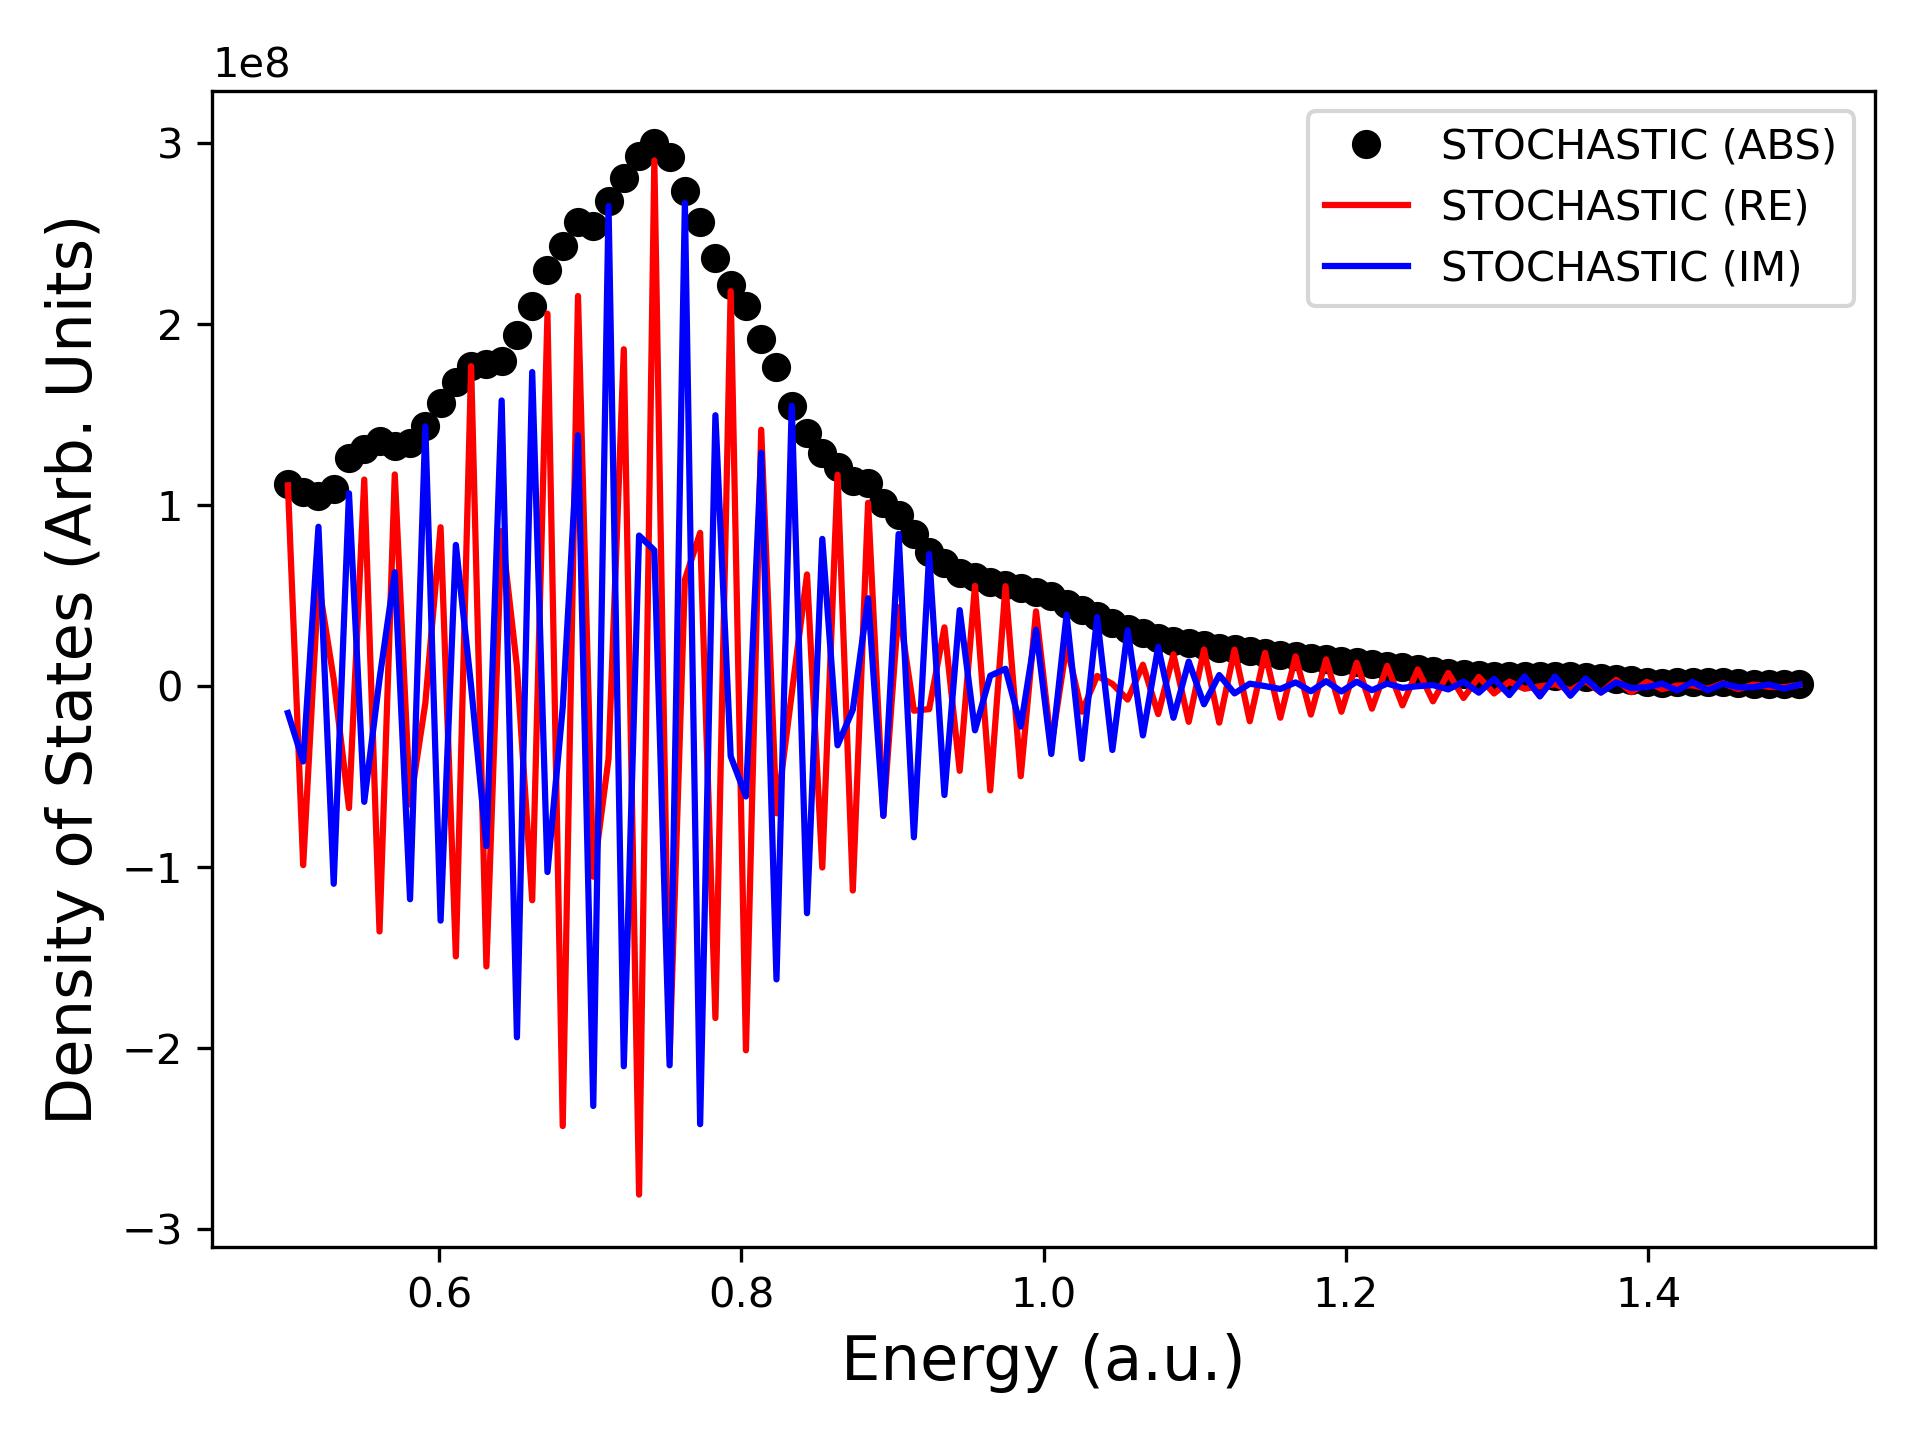 1e8
3
2
1
0
−1
−2
−3
Density of States (Arb. Units)
STOCHASTIC (ABS)
STOCHASTIC (RE)
STOCHASTIC (IM)
0.6 0.8 1.0 1.2 1.4
Energy (a.u.)